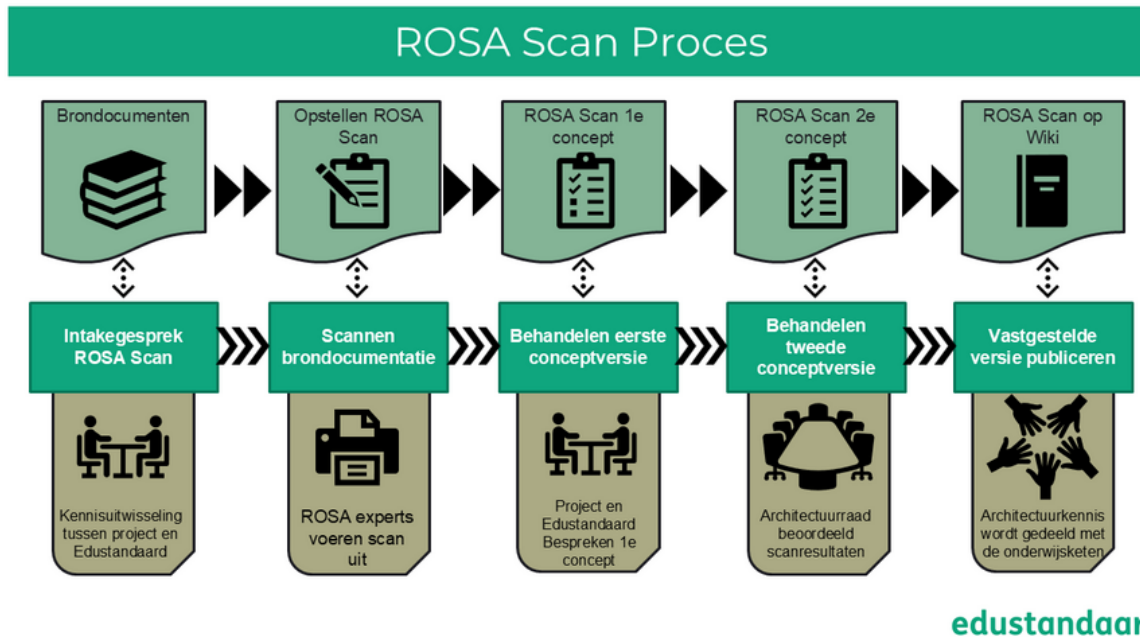 ROSA Scan Proces
Brondocumenten
Opstellen ROSA
Scan
ROSA Scan 1e
concept
ROSA Scan 2e
concept
ROSA Scan op
Wiki
Intakegesprek
ROSA Scan
Scannen
brondocumentatie
Behandelen eerste
conceptversie
Behandelen
tweede
conceptversie
Vastgestelde
versie publiceren
Kennisuitwisseling
tussen project en
Edustandaard
ROSA experts
voeren scan
uit
Project en
Edustandaard
Bespreken 1e
concept
Architectuurraad
beoordeeld
scanresultaten
Architectuurkennis
wordt gedeeld met
de onderwijsketen
edustandaar